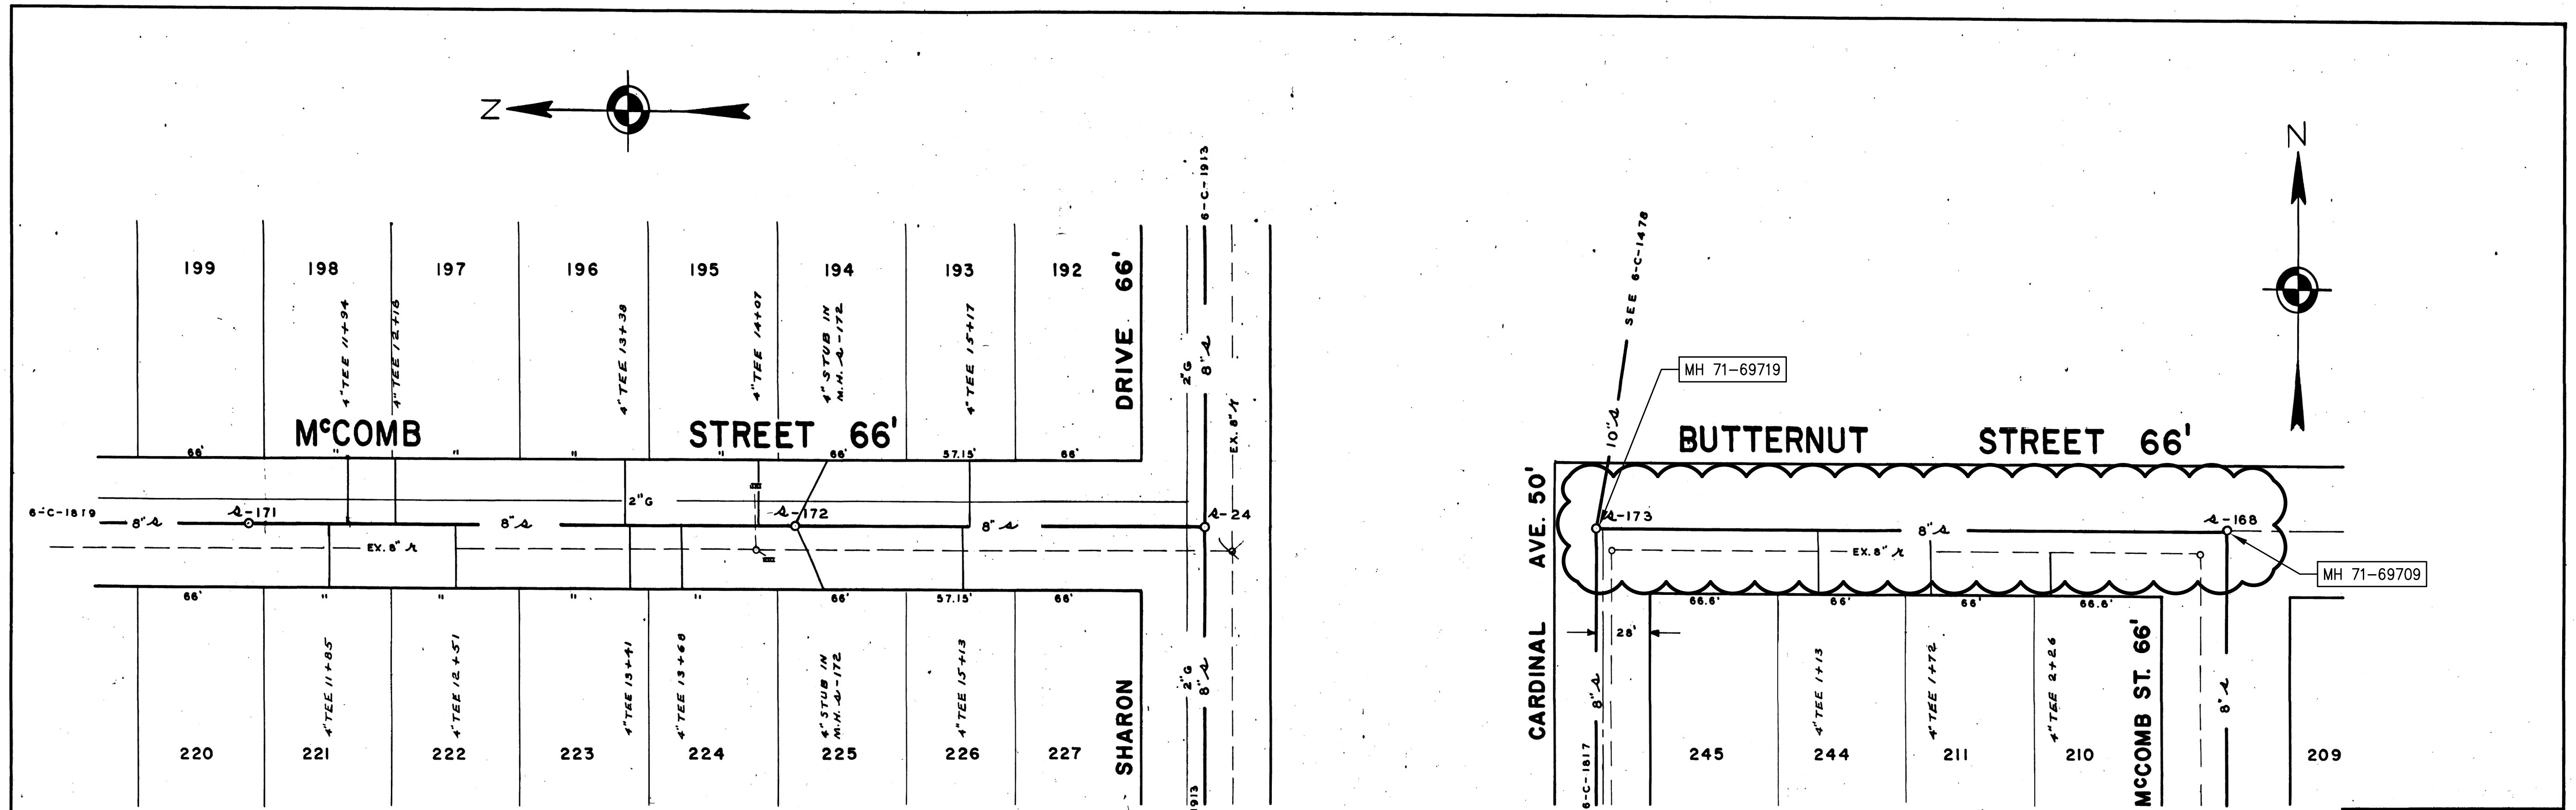 Z
6-C-1913
199
198
197
196
195
194
193
192
DRIVE 66'
4" TEE 11+94
4" TEE 12+18
4" TEE 13+38
4" TEE 14+07
4" STUB IN
M.H. s-172
4" TEE 15+17
2"G
8" s
EX. 8" r
McCOMB STREET 66'
66'
"
"
"
"
66'
57.15'
66'
2"G
6-C-1819
8" s
s-171
8" s
s-172
8" s
s-24
EX. 8" r
66'
"
"
"
"
66'
57.15'
66'
4" TEE 11+85
4" TEE 12+51
4" TEE 13+41
4" TEE 13+68
4" STUB IN
M.H. s-172
4" TEE 15+13
2"G
8" s
SHARON
220
221
222
223
224
225
226
227
1913
N
SEE 6-C-1478
10" s
MH 71-69719
BUTTERNUT STREET 66'
CARDINAL AVE. 50'
s-173
8" s
s-168
EX. 8" r
MH 71-69709
66.6'
66'
66'
66.6'
28'
8" s
6-C-1817
4" TEE 1+13
4" TEE 1+72
4" TEE 2+26
McCOMB ST. 66'
8" s
245
244
211
210
209